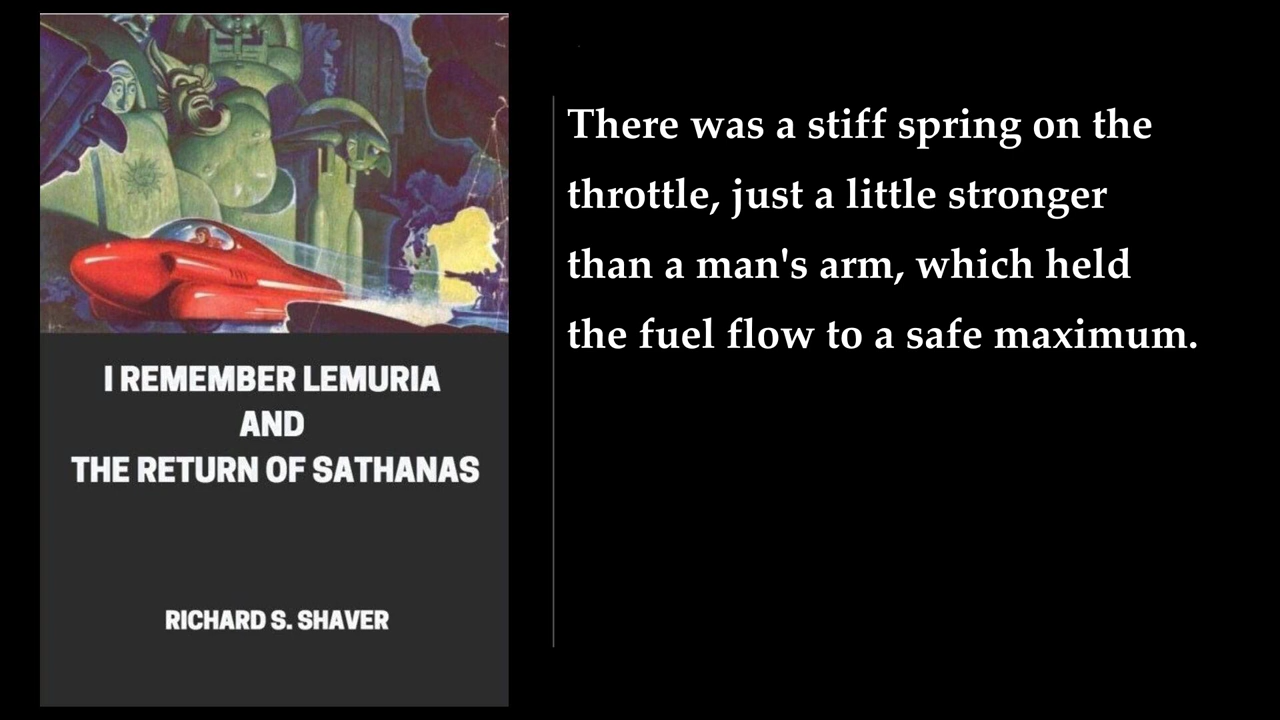 I REMEMBER LEMURIA
AND
THE RETURN OF SATHANAS
RICHARD S. SHAVER
There was a stiff spring on the
throttle, just a little stronger
than a man's arm, which held
the fuel flow to a safe maximum.